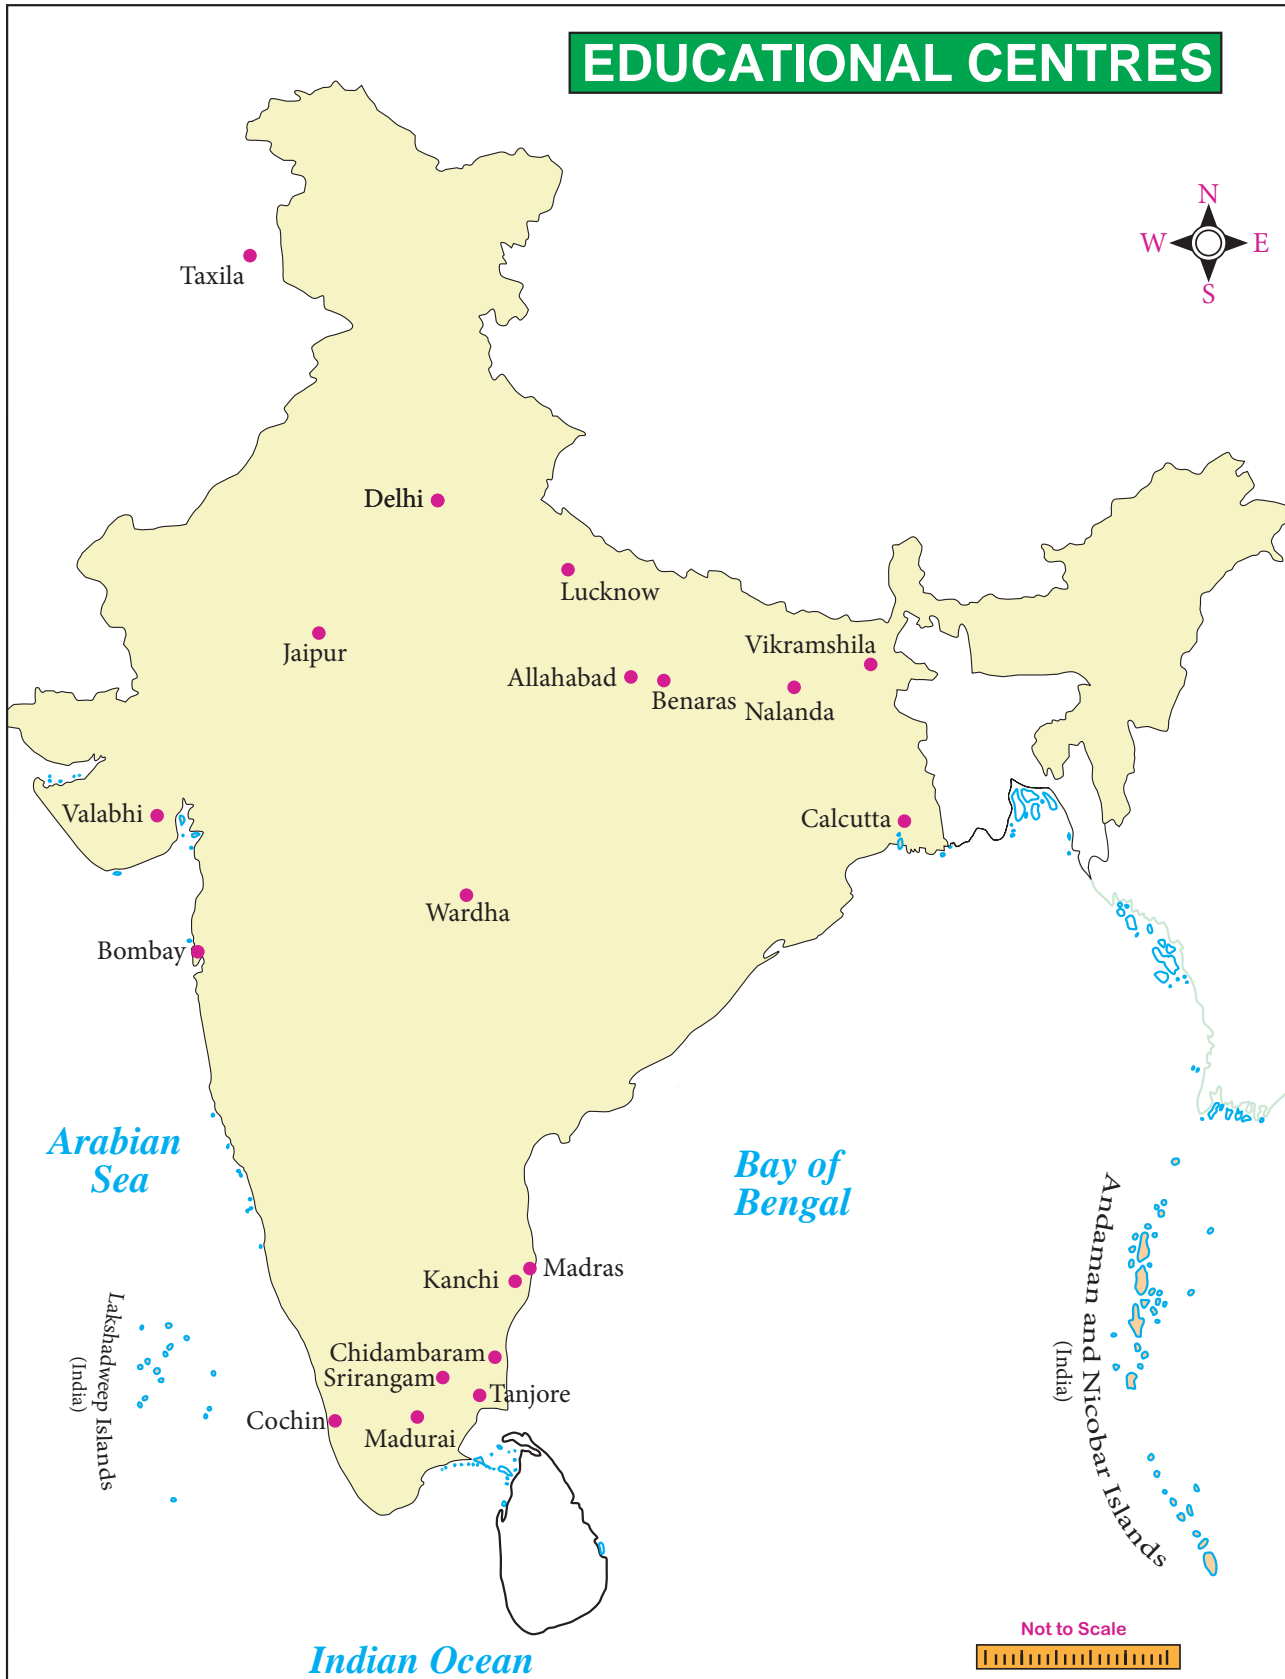 EDUCATIONAL CENTRES
N
W
E
S
Taxila
Delhi
Lucknow
Jaipur
Vikramshila
Allahabad
Benaras
Nalanda
Valabhi
Calcutta
Wardha
Bombay
Arabian
Sea
Bay of
Bengal
Madras
Kanchi
Chidambaram
Srirangam
Tanjore
Cochin
Madurai
Lakshadweep Islands
(India)
Andaman and Nicobar Islands
(India)
Not to Scale
Indian Ocean